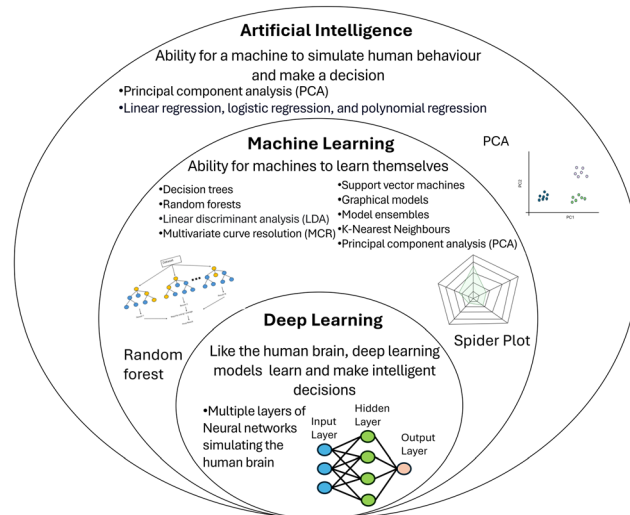 Artificial Intelligence
Ability for a machine to simulate human behaviour
and make a decision
•Principal component analysis (PCA)
•Linear regression, logistic regression, and polynomial regression
PCA
PC2
PC1
Machine Learning
Ability for machines to learn themselves
•Decision trees
•Random forests
•Linear discriminant analysis (LDA)
•Multivariate curve resolution (MCR)
•Support vector machines
•Graphical models
•Model ensembles
•K-Nearest Neighbours
•Principal component analysis (PCA)
Random
forest
Spider Plot
Deep Learning
Like the human brain, deep learning
models learn and make intelligent
decisions
•Multiple layers of
Neural networks
simulating the
human brain
Input
Layer
Hidden
Layer
Output
Layer